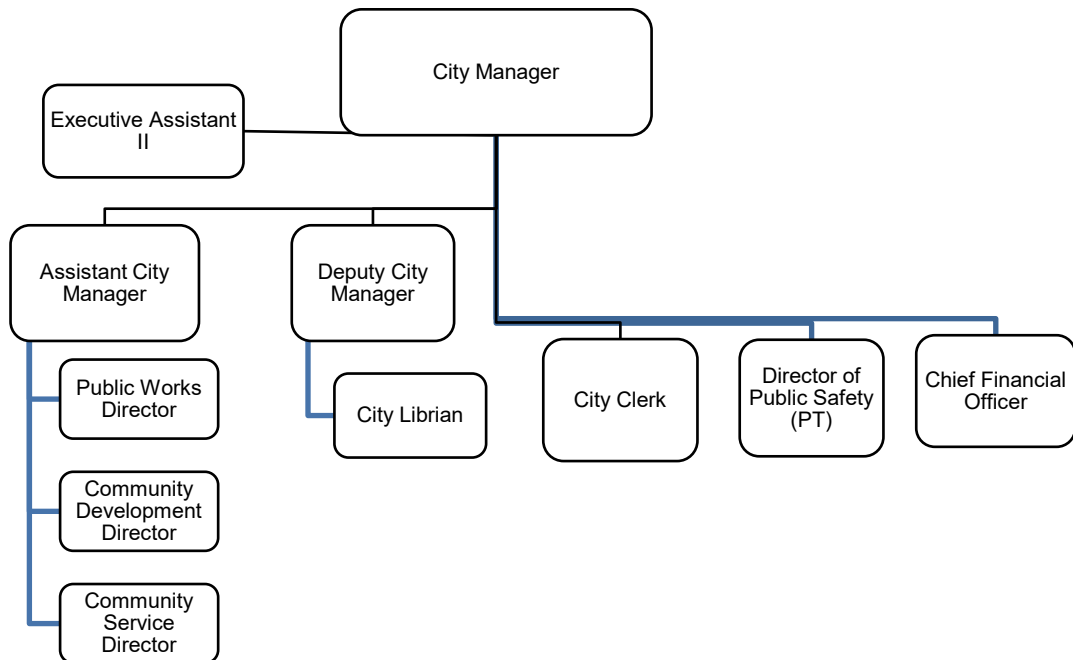 City Manager
Executive Assistant
II
Assistant City
Manager
Deputy City
Manager
Public Works
Director
City Librian
City Clerk
Director of
Public Safety
(PT)
Chief Financial
Officer
Community
Development
Director
Community
Service
Director